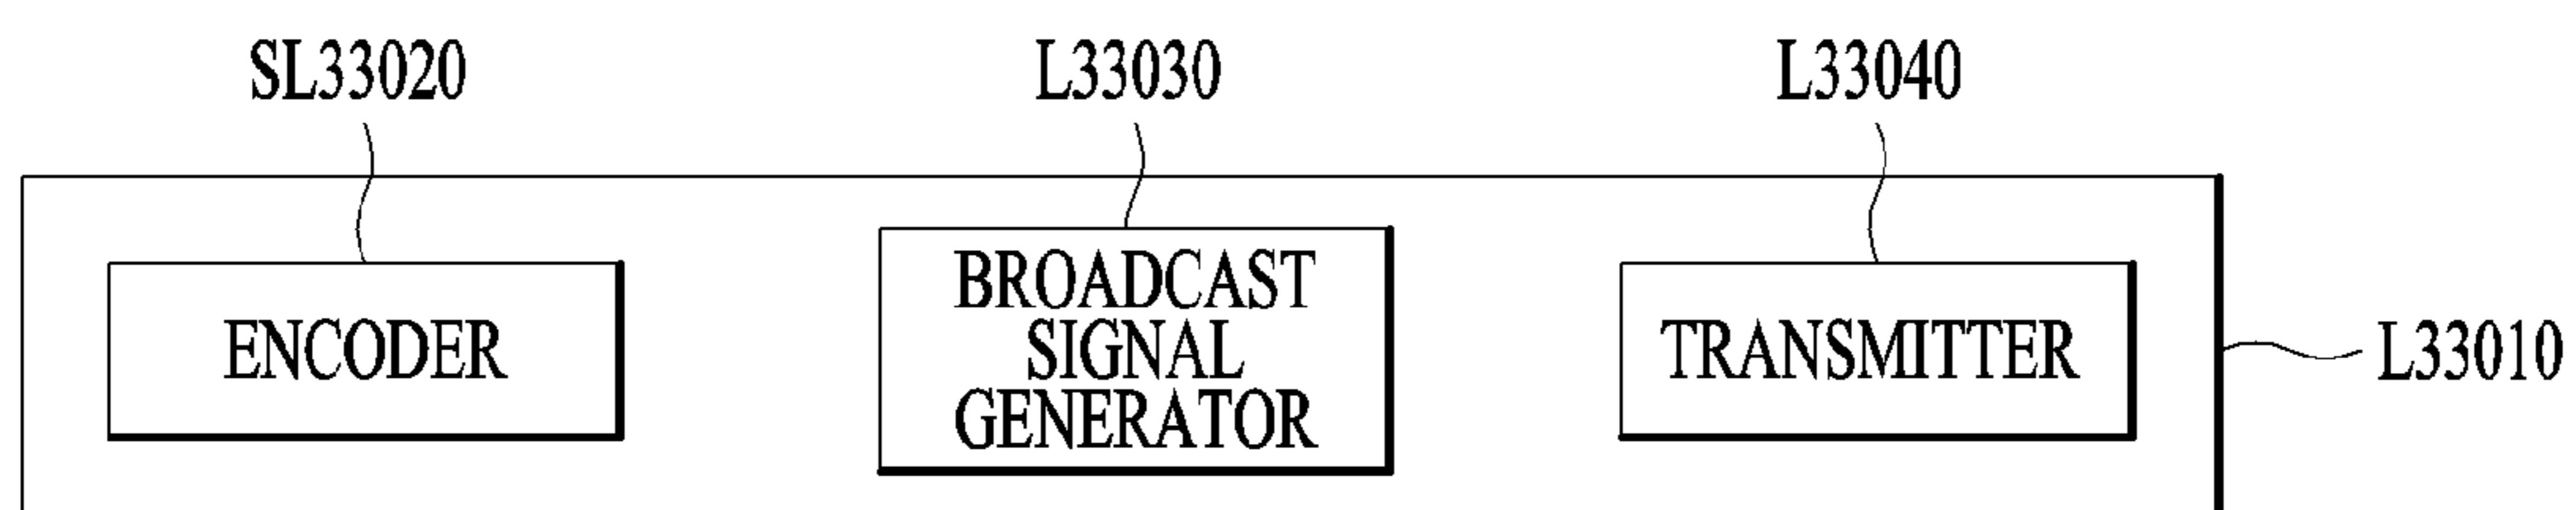 SL33020 L33030 L33040
ENCODER
BROADCAST
SIGNAL
GENERATOR
TRANSMITTER
L33010